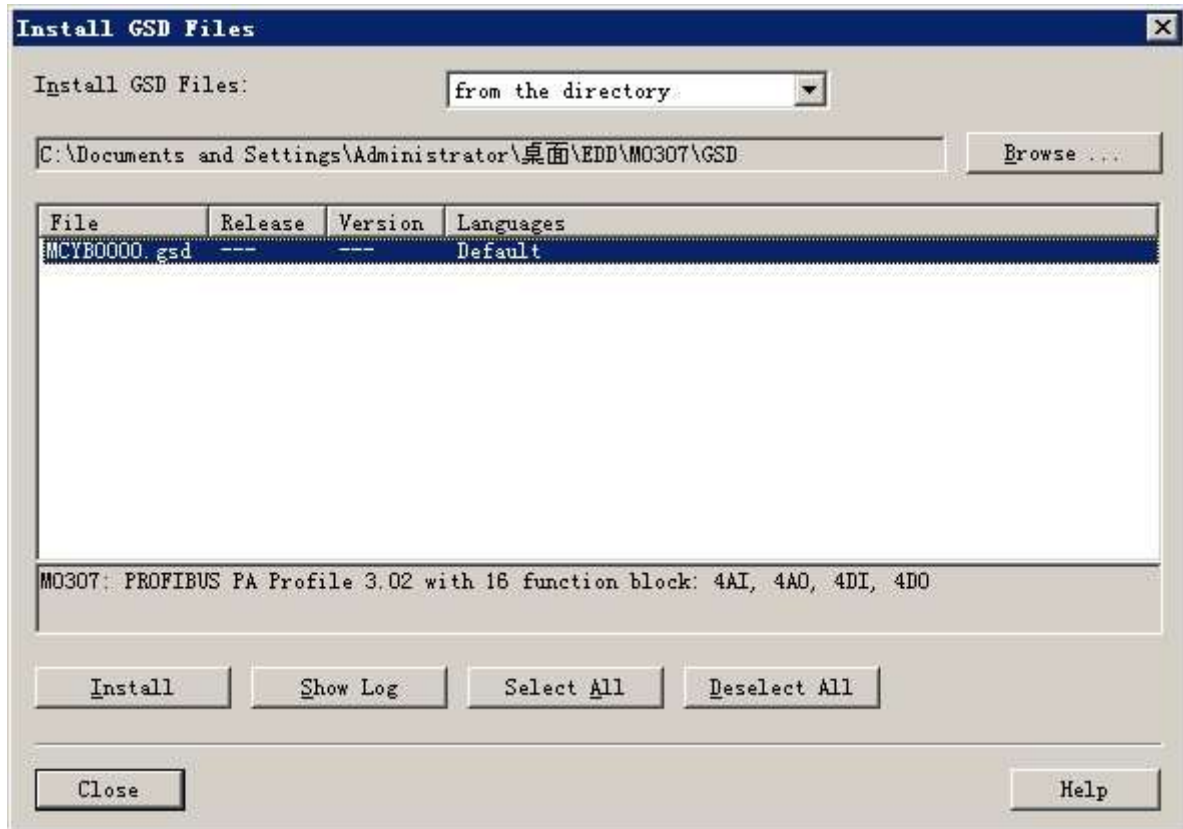 Install GSD Files
Install GSD Files: from the directory
C:\Documents and Settings\Administrator\桌面\EDD\M0307\GSD Browse ...
File Release Version Languages
MCYB0000.gsd --- --- Default
M0307: PROFIBUS PA Profile 3.02 with 16 function block: 4AI, 4AO, 4DI, 4DO
Install Show Log Select All Deselect All
Close Help